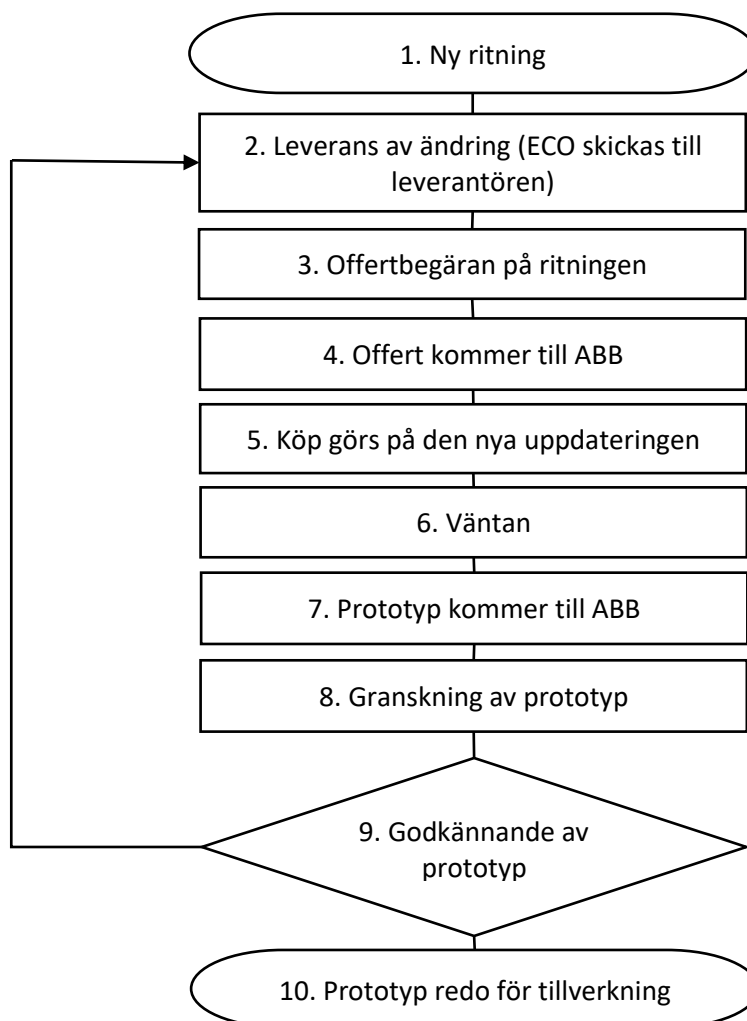 1. Ny ritning
2. Leverans av ändring (ECO skickas till
leverantören)
3. Offertbegäran på ritningen
4. Offert kommer till ABB
5. Köp görs på den nya uppdateringen
6. Väntan
7. Prototyp kommer till ABB
8. Granskning av prototyp
9. Godkännande av
prototyp
10. Prototyp redo för tillverkning